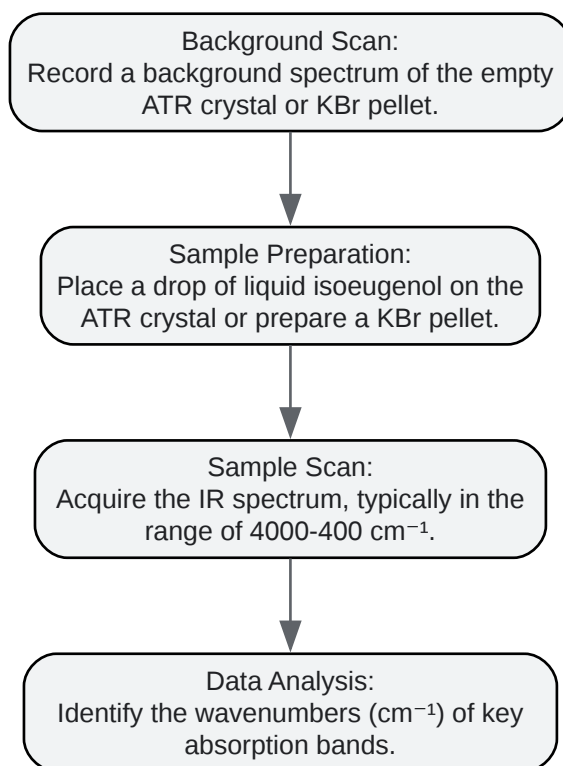 Background Scan:
Record a background spectrum of the empty
ATR crystal or KBr pellet.
Sample Preparation:
Place a drop of liquid isoeugenol on the
ATR crystal or prepare a KBr pellet.
Sample Scan:
Acquire the IR spectrum, typically in the
range of 4000-400 cm⁻¹.
Data Analysis:
Identify the wavenumbers (cm⁻¹) of key
absorption bands.